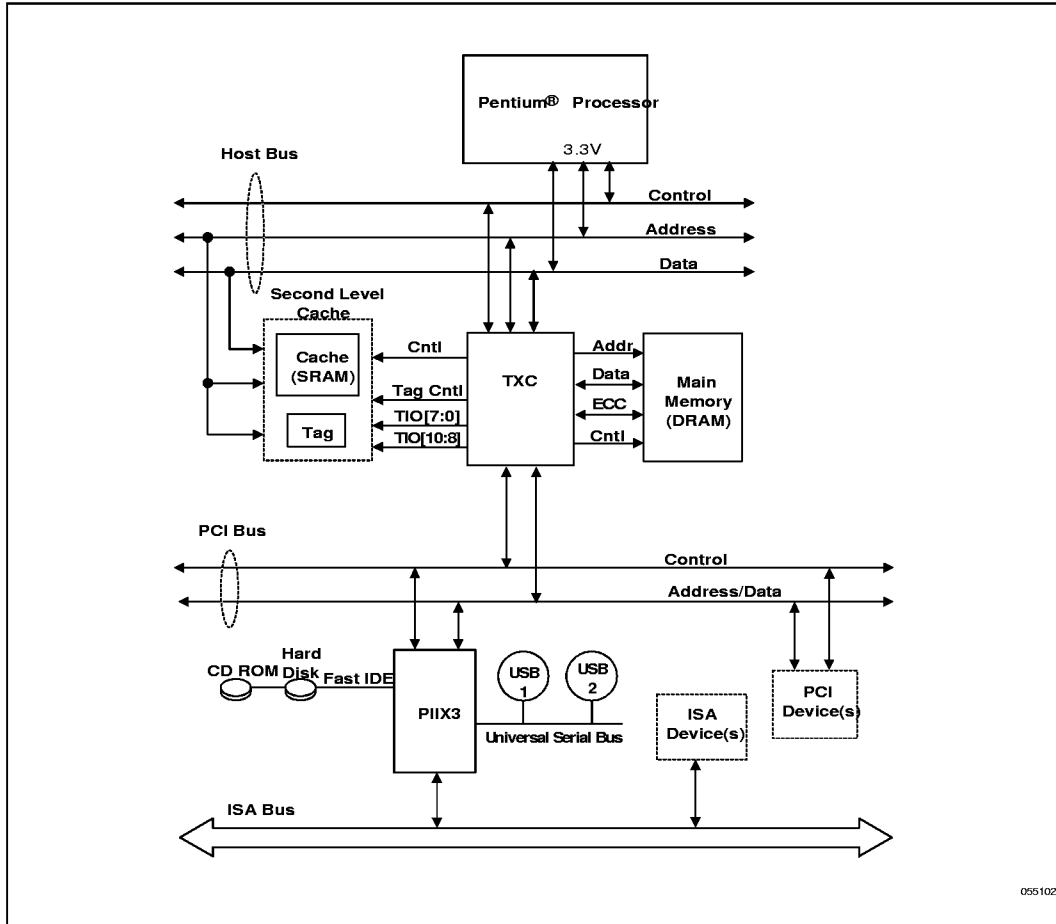 Pentium® Processor
3.3V
Host Bus
Control
Address
Data
Second Level
Cache
Cache
(SRAM)
Tag
Cntl
Tag Cntl
TIO[7:0]
TIO[10:8]
TXC
Addr
Data
ECC
Cntl
Main
Memory
(DRAM)
PCI Bus
Control
Address/Data
CD ROM
Hard
Disk
Fast IDE
PIIX3
USB
1
USB
2
Universal Serial Bus
ISA
Device(s)
PCI
Device(s)
ISA Bus
055102